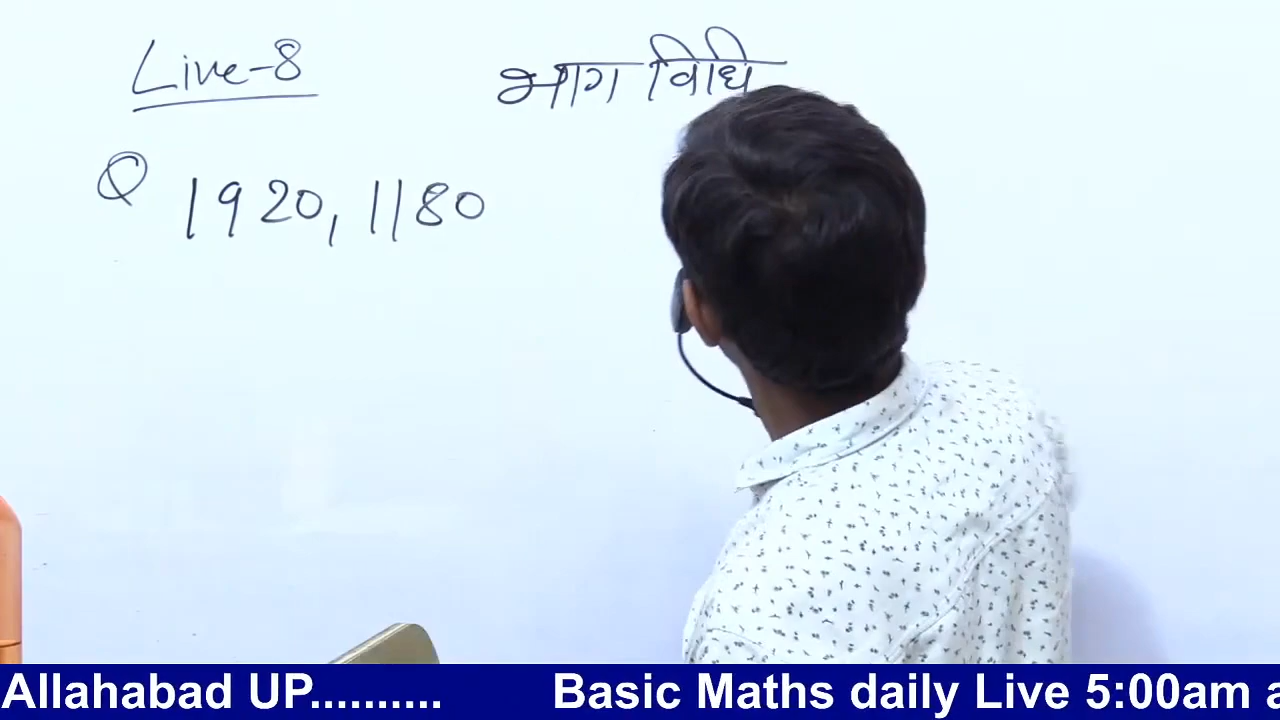 Live-8
भाग विधि
Q 1920, 1180
Allahabad UP.......... Basic Maths daily Live 5:00am a